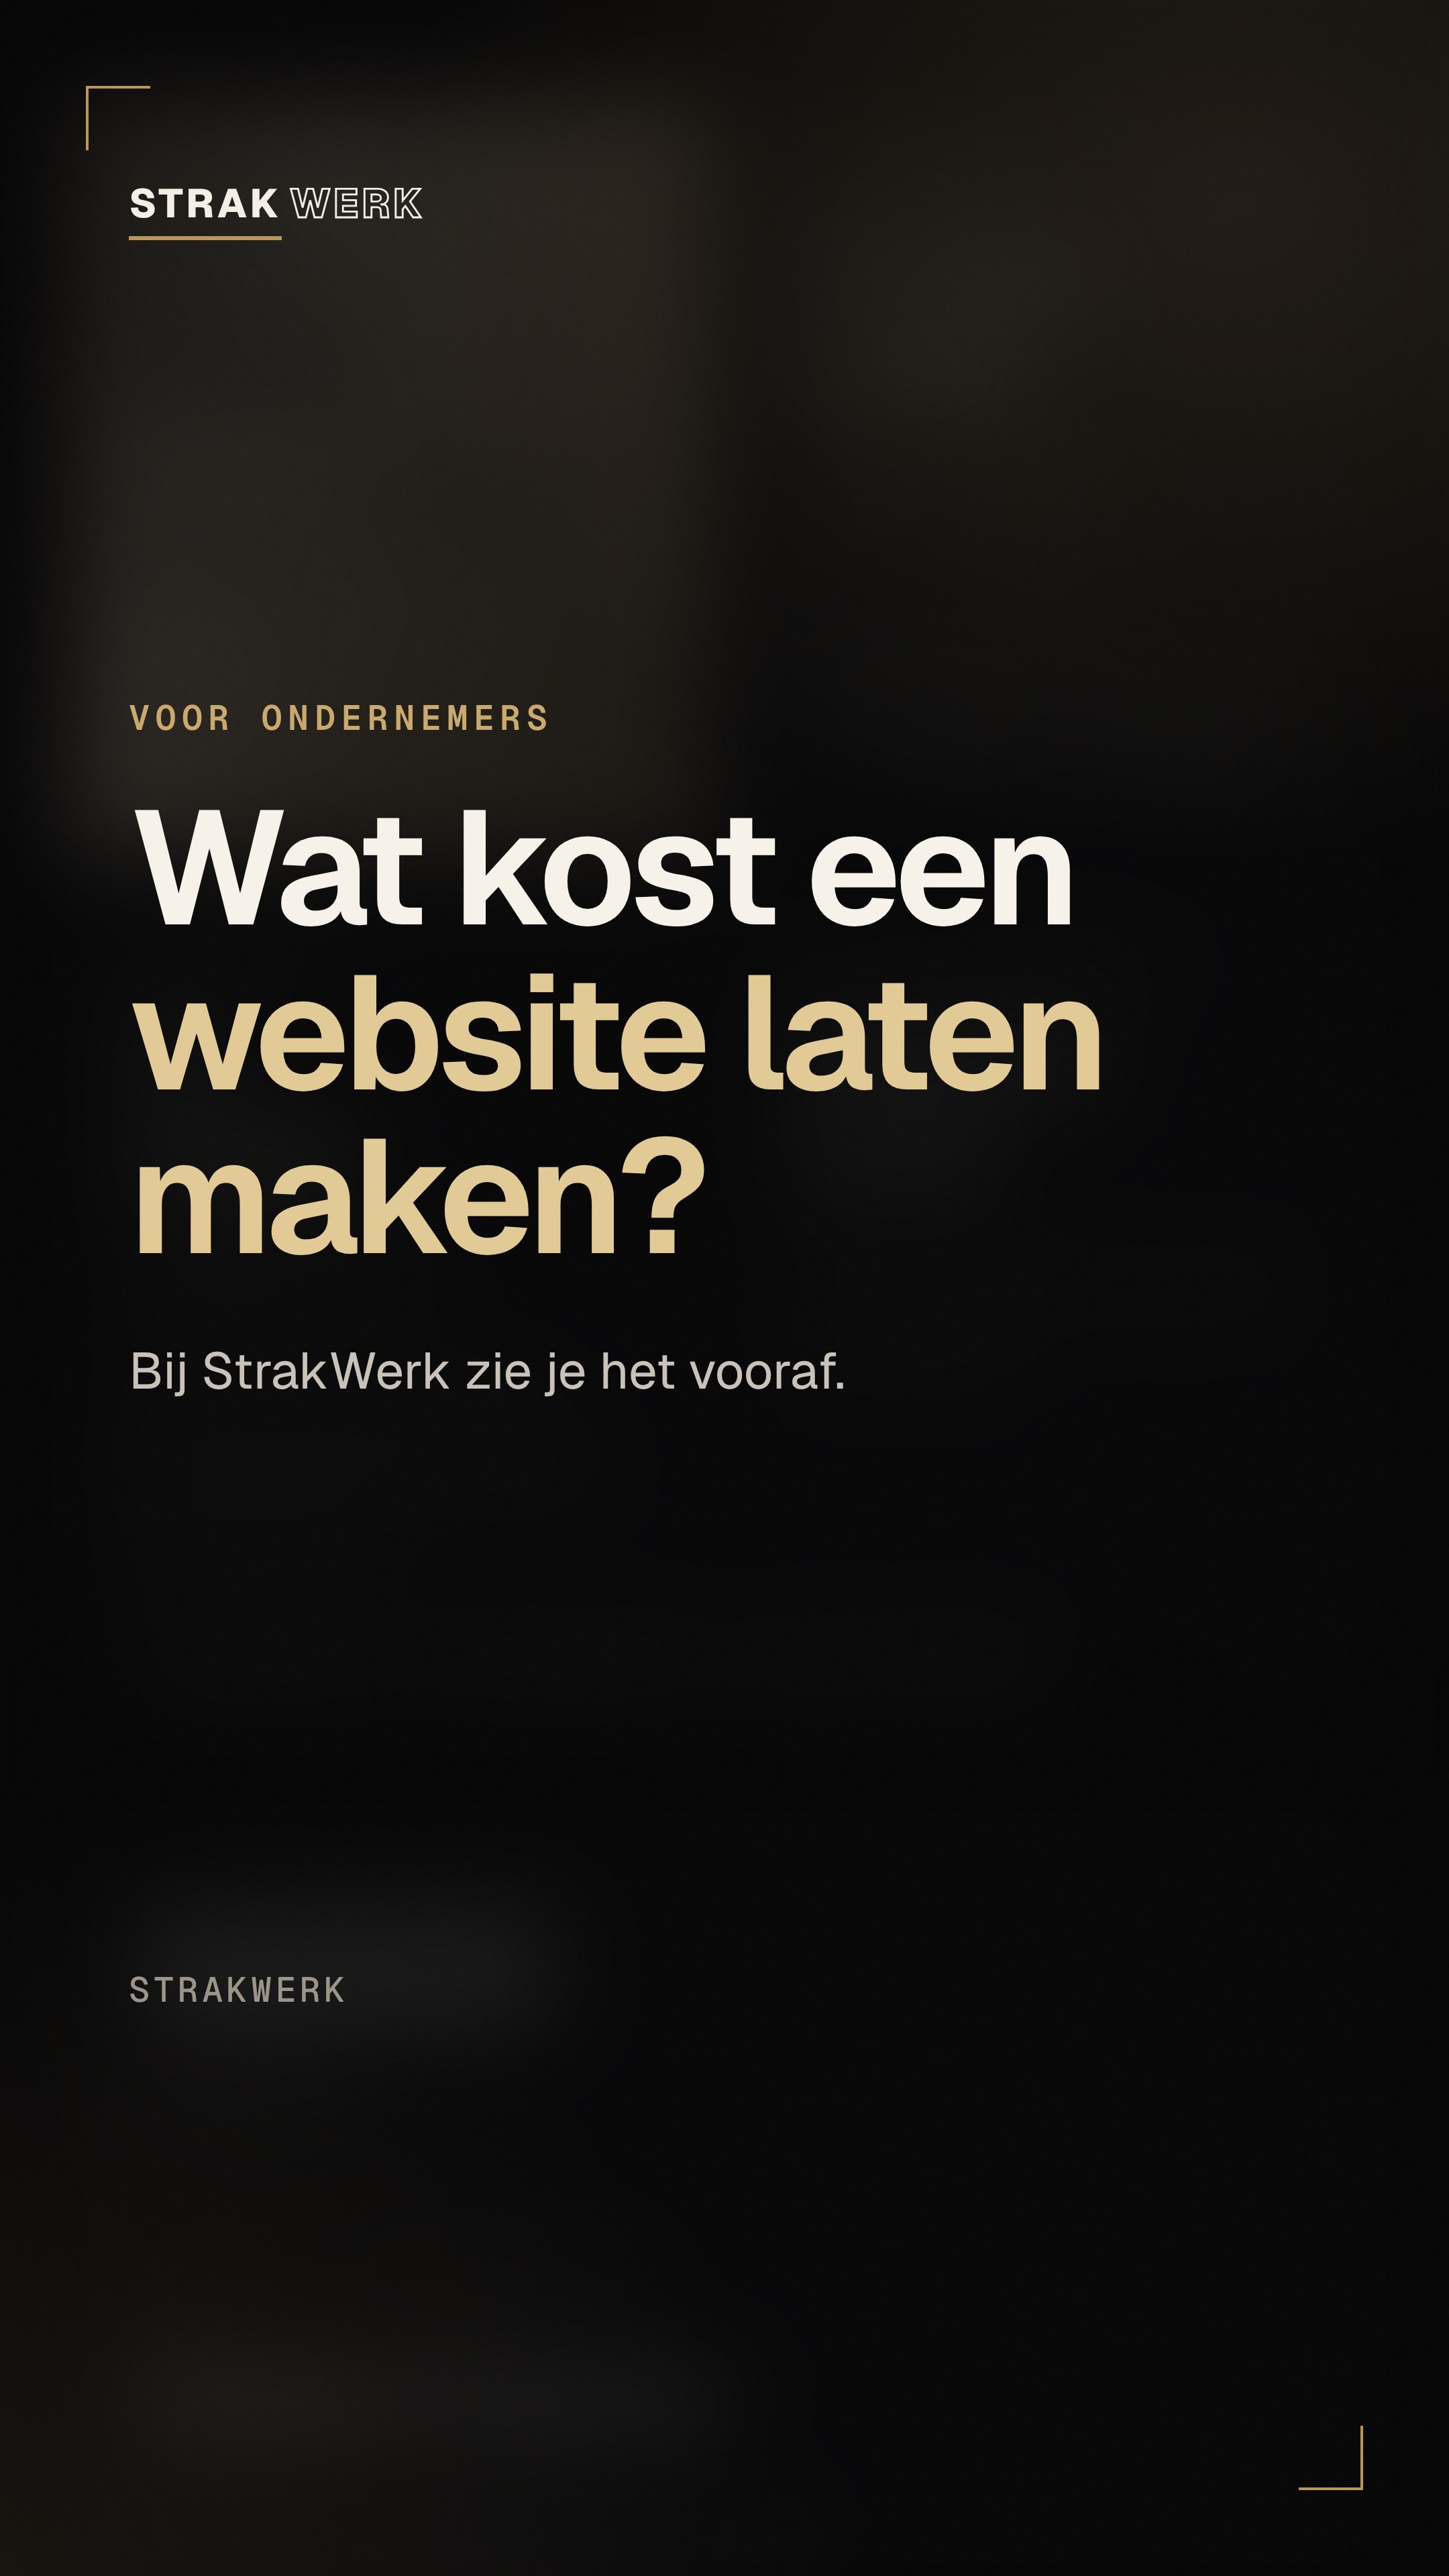 STRAK WERK
VOOR ONDERNEMERS
Wat kost een
website laten
maken?
Bij StrakWerk zie je het vooraf.
STRAKWERK